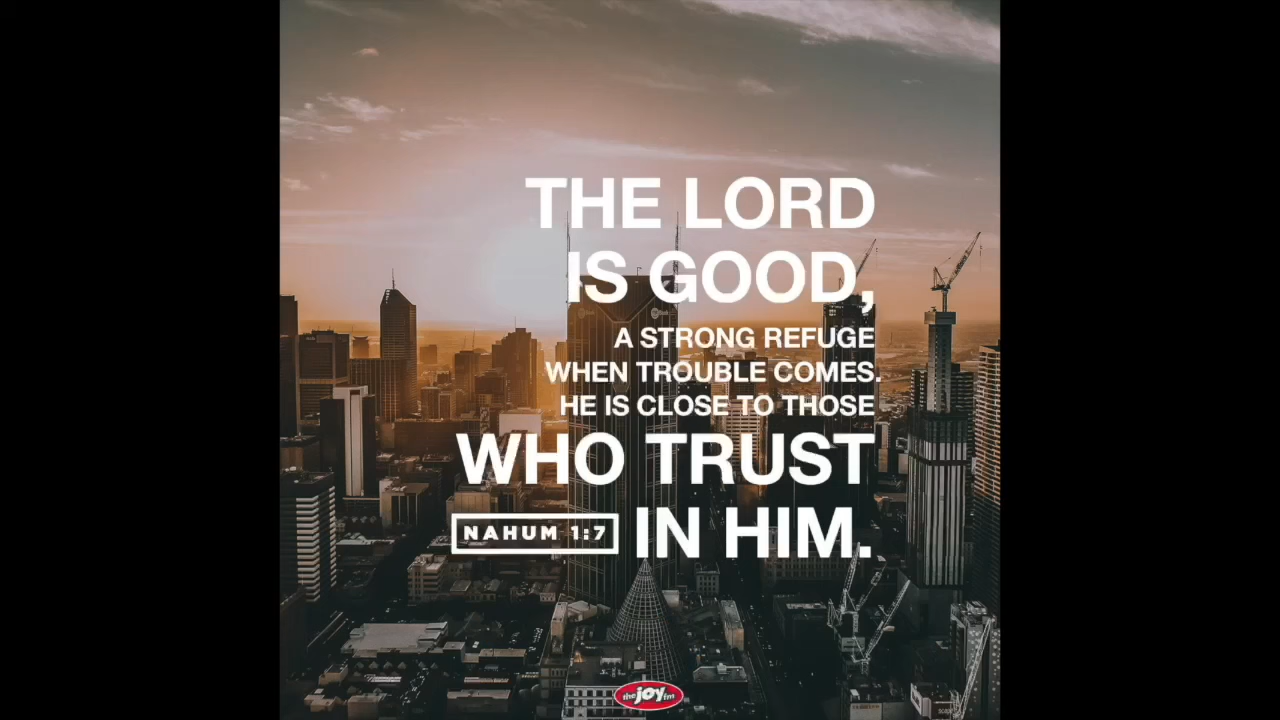 THE LORD
IS GOOD,
A STRONG REFUGE
WHEN TROUBLE COMES.
HE IS CLOSE TO THOSE
WHO TRUST
NAHUM 1:7 IN HIM.
the JOY fm